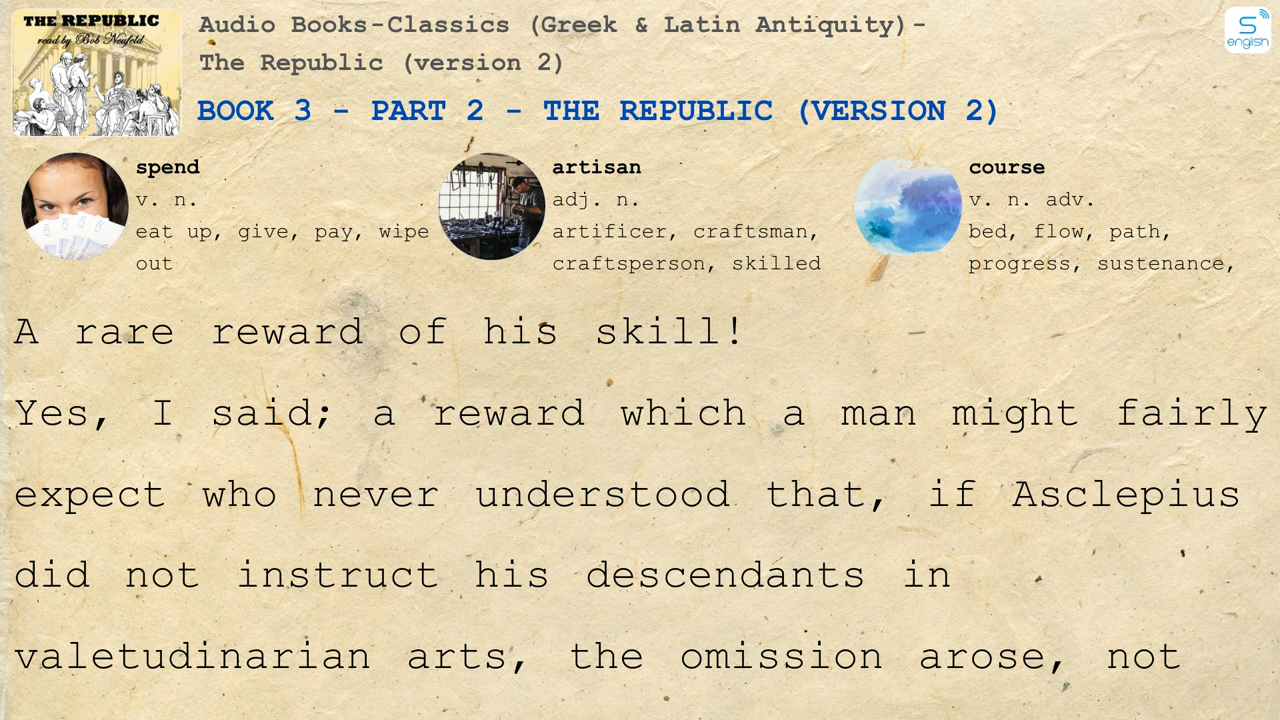 THE REPUBLIC
read by Bob Neufeld
Audio Books-Classics (Greek & Latin Antiquity)-
The Republic (version 2)
BOOK 3 - PART 2 - THE REPUBLIC (VERSION 2)
S
english
spend
v. n.
eat up, give, pay, wipe
out
artisan
adj. n.
artificer, craftsman,
craftsperson, skilled
course
v. n. adv.
bed, flow, path,
progress, sustenance,
A rare reward of his skill!
Yes, I said; a reward which a man might fairly
expect who never understood that, if Asclepius
did not instruct his descendants in
valetudinarian arts, the omission arose, not